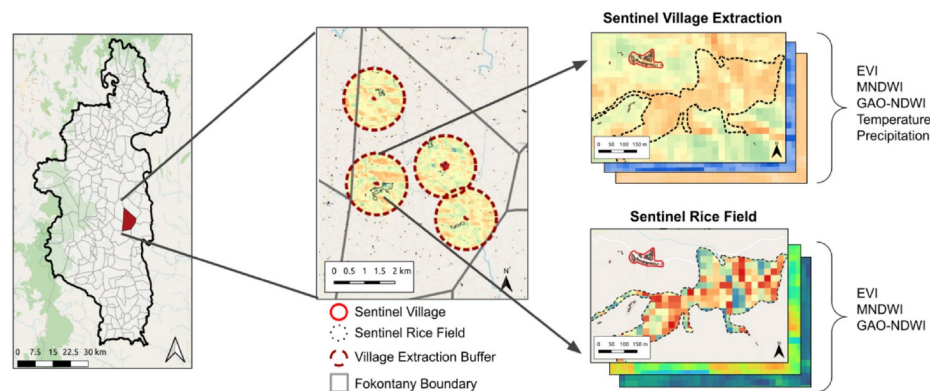 Sentinel Village Extraction
EVI
MNDWI
GAO-NDWI
Temperature
Precipitation
0 50 100 150 m
Sentinel Rice Field
EVI
MNDWI
GAO-NDWI
0 50 100 150 m
0 7.5 15 22.5 30 km
0 0.5 1 1.5 2 km
N
Sentinel Village
Sentinel Rice Field
Village Extraction Buffer
Fokontany Boundary